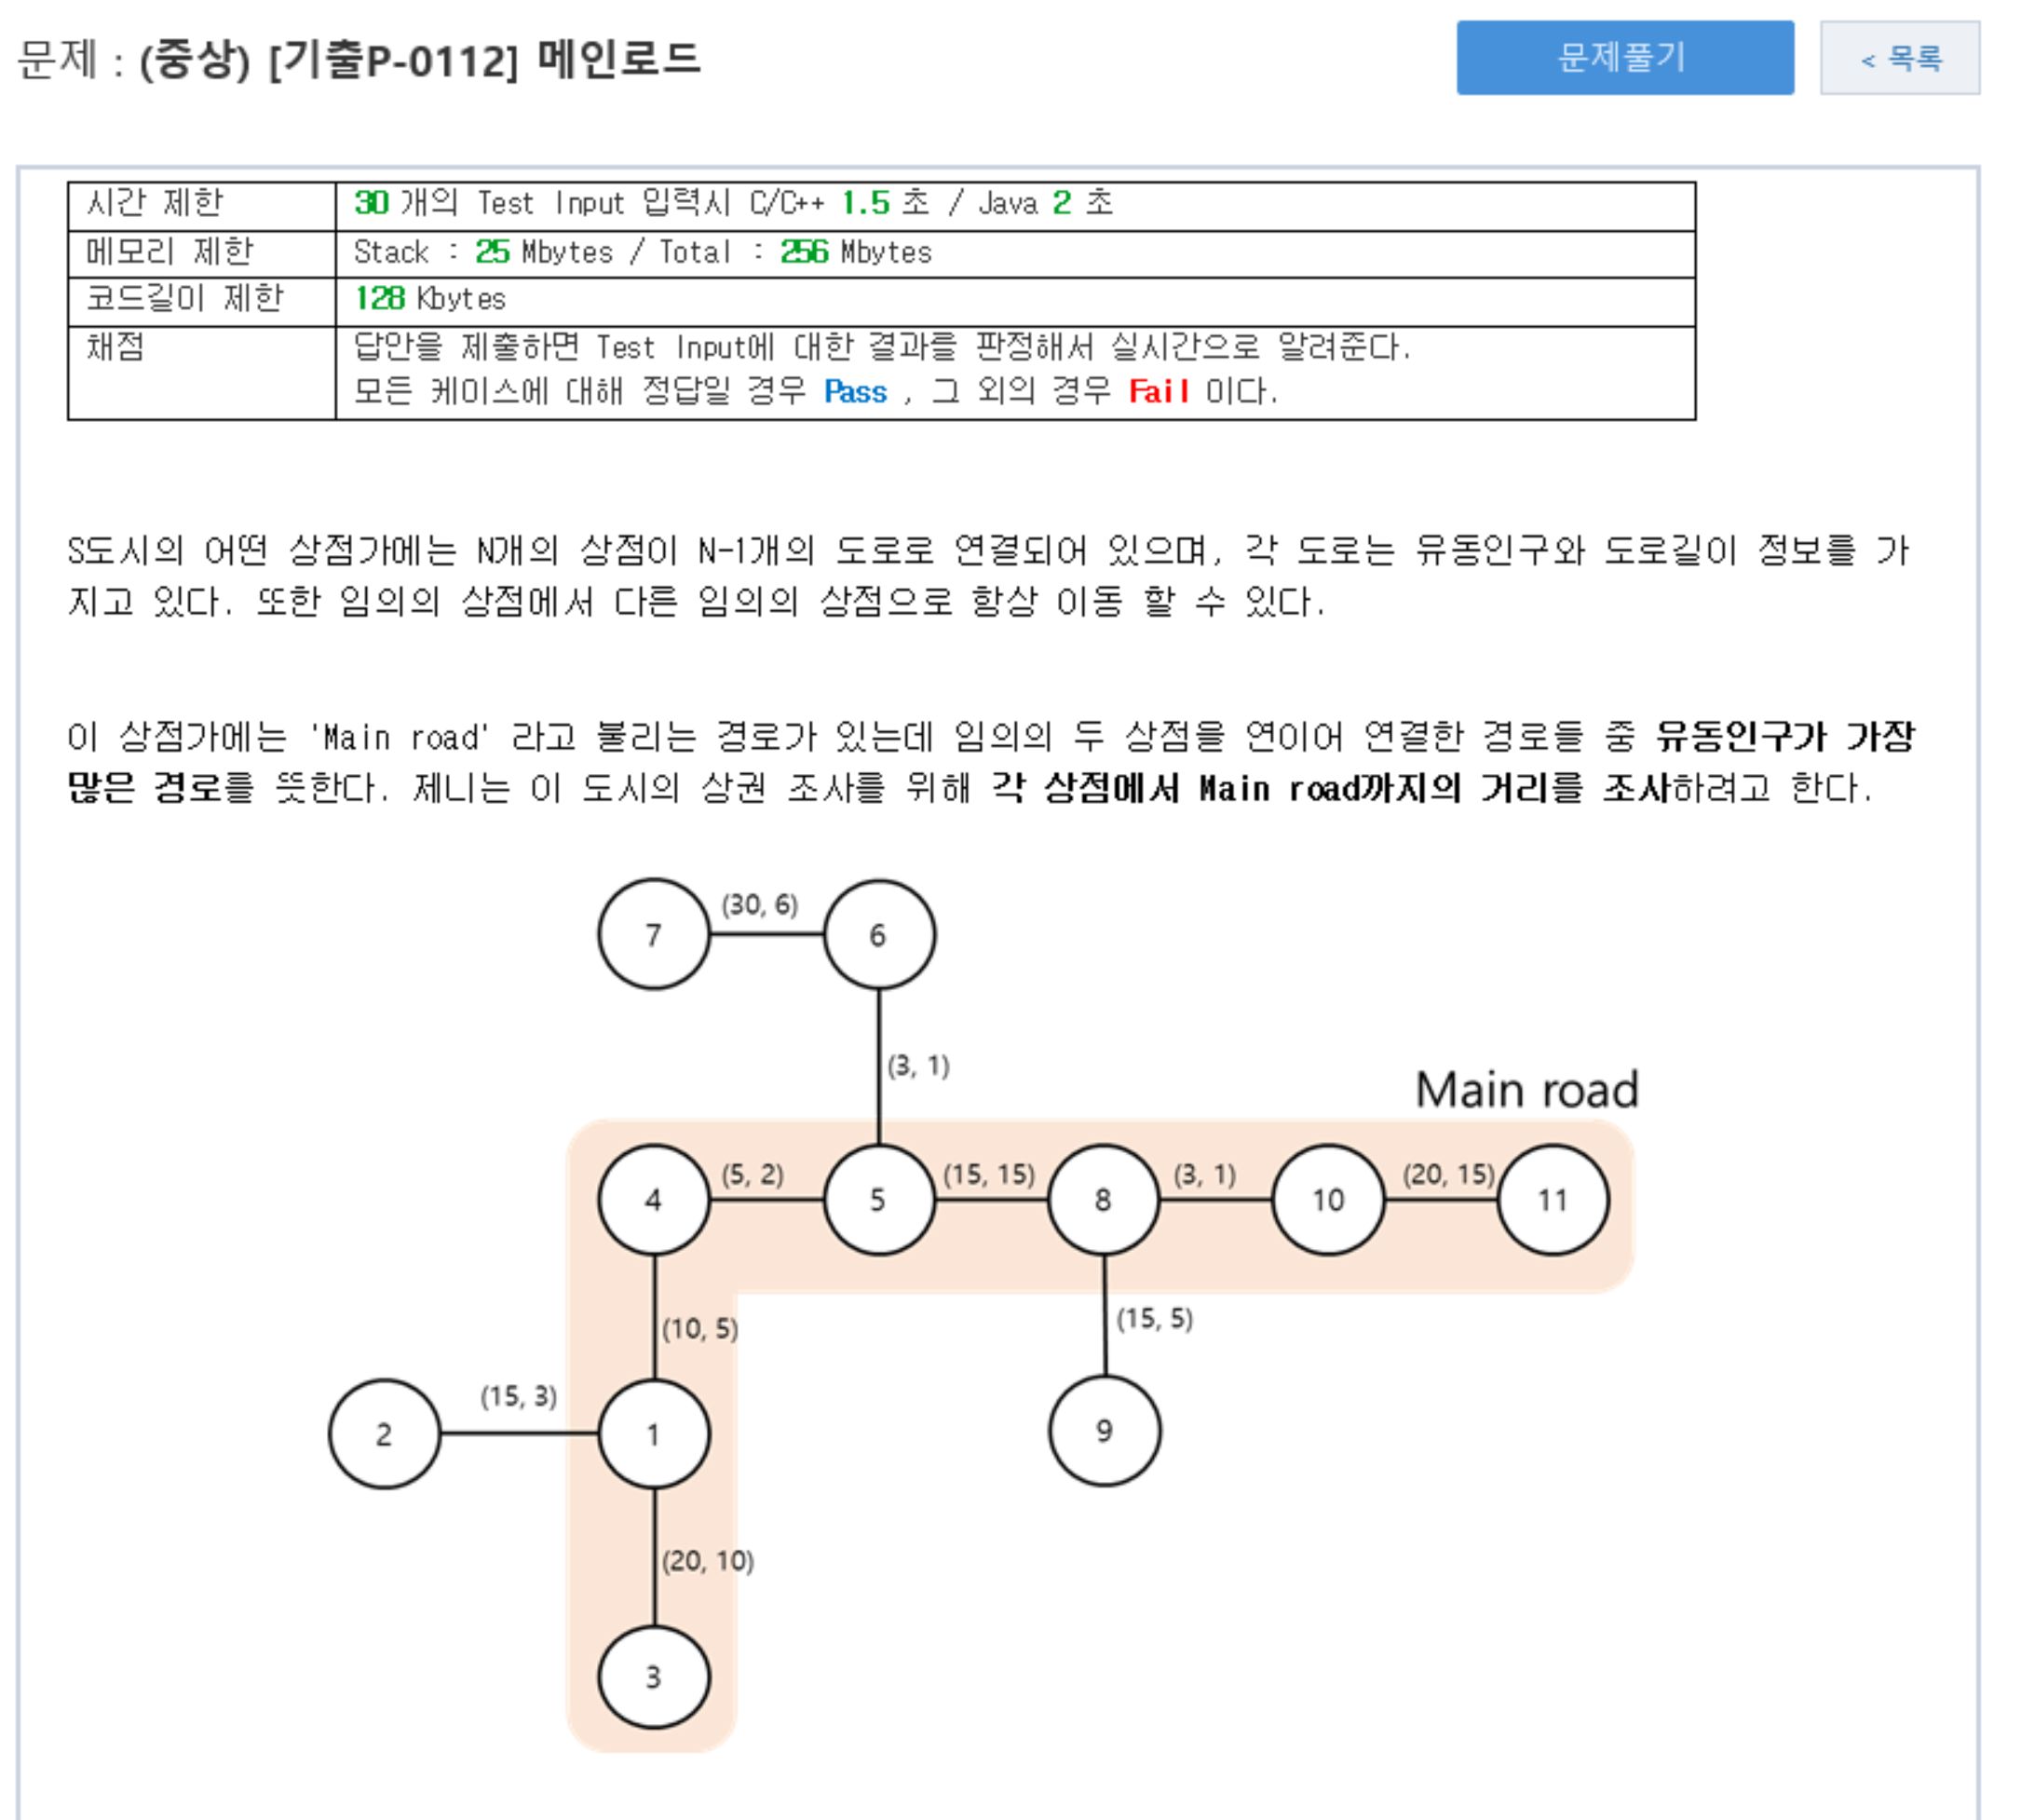 문제 : (중상) [기출P-0112] 메인로드
문제풀기
< 목록
시간 제한
30 개의 Test Input 입력시 C/C++ 1.5 초 / Java 2 초
메모리 제한
Stack : 25 Mbytes / Total : 256 Mbytes
코드길이 제한
128 Kbytes
채점
답안을 제출하면 Test Input에 대한 결과를 판정해서 실시간으로 알려준다.
모든 케이스에 대해 정답일 경우 Pass , 그 외의 경우 Fail 이다.
S도시의 어떤 상점가에는 N개의 상점이 N-1개의 도로로 연결되어 있으며, 각 도로는 유동인구와 도로길이 정보를 가
지고 있다. 또한 임의의 상점에서 다른 임의의 상점으로 항상 이동 할 수 있다.
이 상점가에는 'Main road' 라고 불리는 경로가 있는데 임의의 두 상점을 연이어 연결한 경로들 중 유동인구가 가장
많은 경로를 뜻한다. 제니는 이 도시의 상권 조사를 위해 각 상점에서 Main road까지의 거리를 조사하려고 한다.
7
(30, 6)
6
(3, 1)
Main road
4
(5, 2)
5
(15, 15)
8
(3, 1)
10
(20, 15)
11
(10, 5)
(15, 5)
2
(15, 3)
1
9
(20, 10)
3